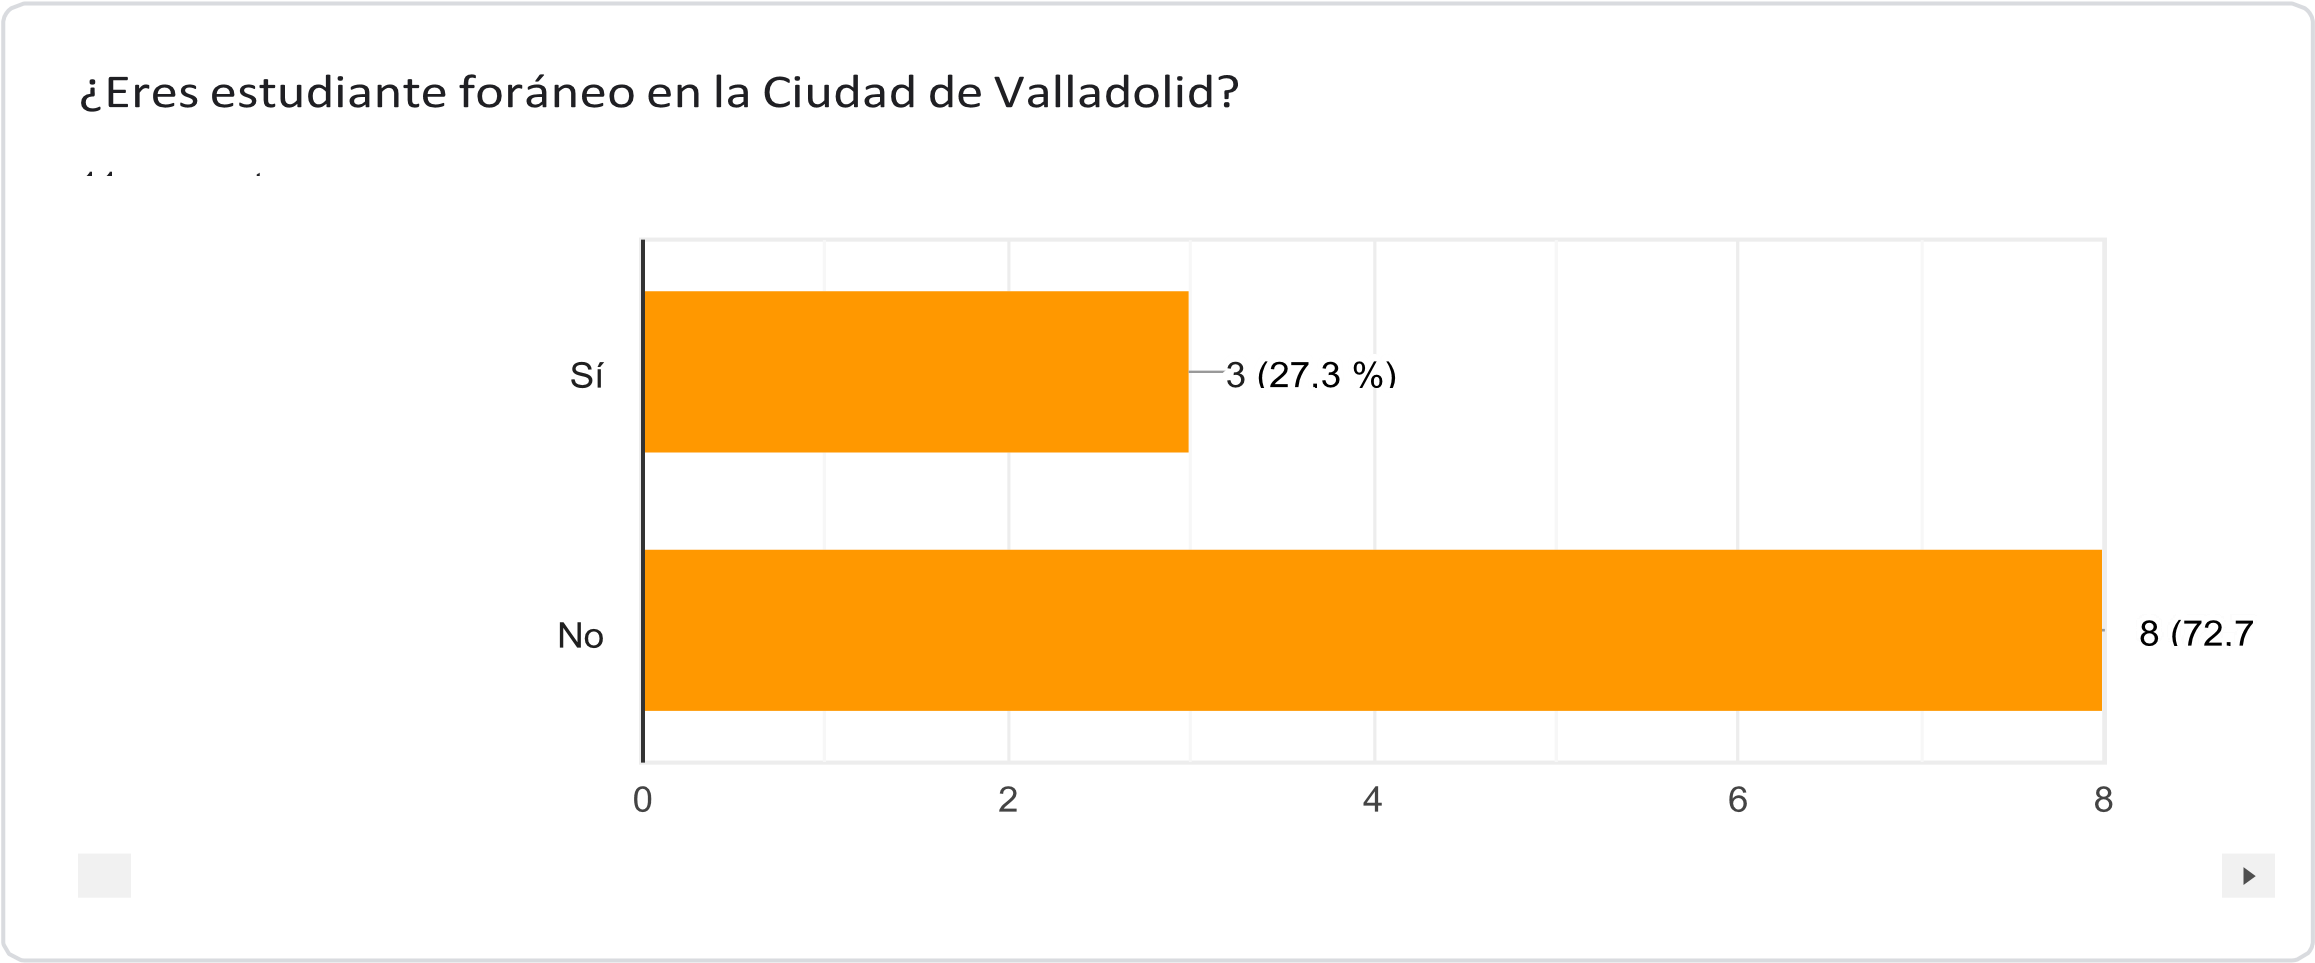 ¿Eres estudiante foráneo en la Ciudad de Valladolid?
Sí
3 (27.3 %)
No
8 (72.7
0 2 4 6 8